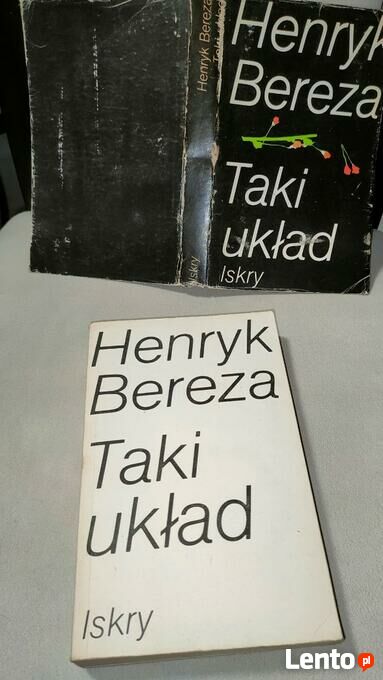 Henryk Bereza
Taki układ
Iskry
Henryk
Bereza
Taki
układ
Iskry
Henryk
Bereza
Taki
układ
Iskry
Lento.pl